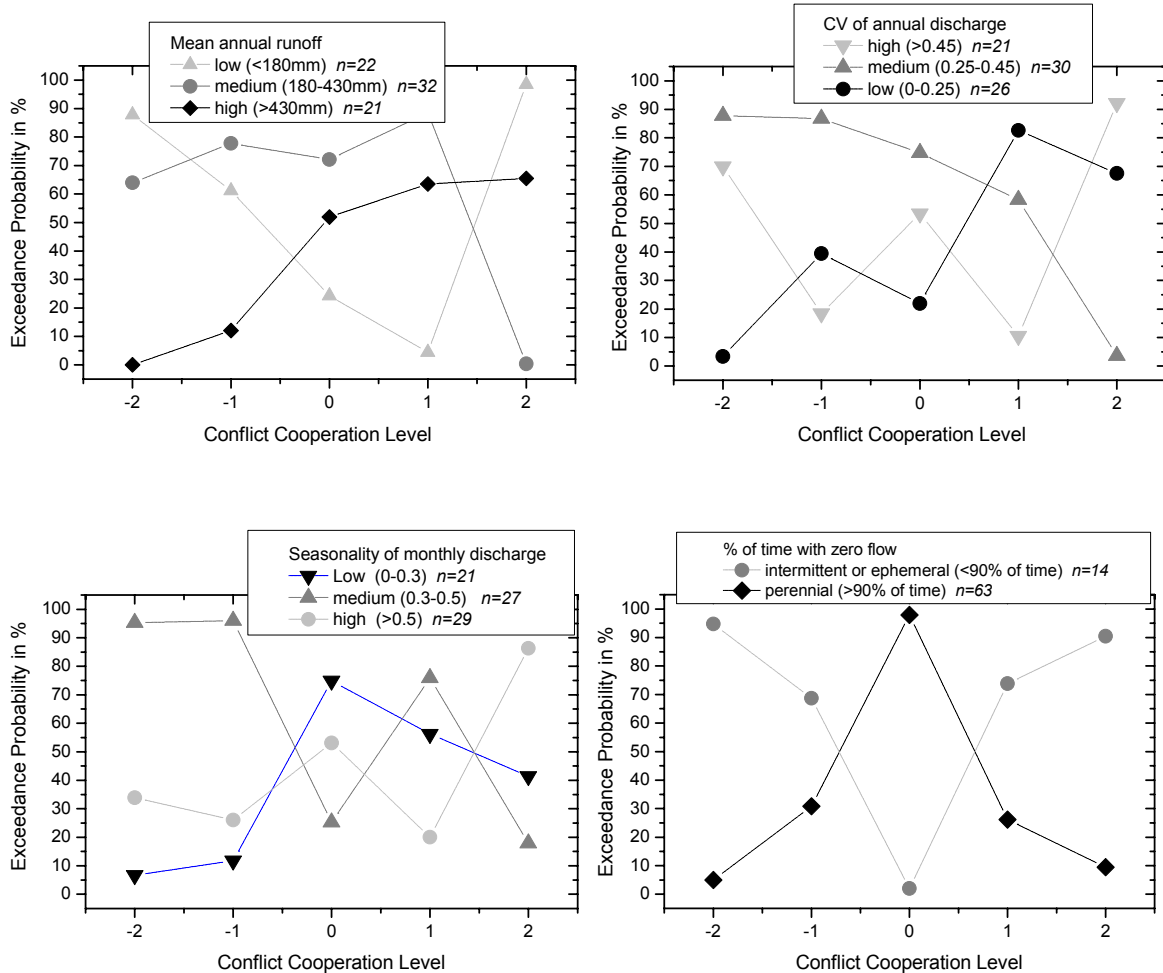 Mean annual runoff
low (<180mm) n=22
medium (180-430mm) n=32
high (>430mm) n=21
100
90
80
70
60
50
40
30
20
10
0
Exceedance Probability in %
-2 -1 0 1 2
Conflict Cooperation Level
CV of annual discharge
high (>0.45) n=21
medium (0.25-0.45) n=30
low (0-0.25) n=26
100
90
80
70
60
50
40
30
20
10
0
Exceedance Probability in %
-2 -1 0 1 2
Conflict Cooperation Level
Seasonality of monthly discharge
Low (0-0.3) n=21
medium (0.3-0.5) n=27
high (>0.5) n=29
100
90
80
70
60
50
40
30
20
10
0
Exceedance Probability in %
-2 -1 0 1 2
Conflict Cooperation Level
% of time with zero flow
intermittent or ephemeral (<90% of time) n=14
perennial (>90% of time) n=63
100
90
80
70
60
50
40
30
20
10
0
Exceedance Probability in %
-2 -1 0 1 2
Conflict Cooperation Level